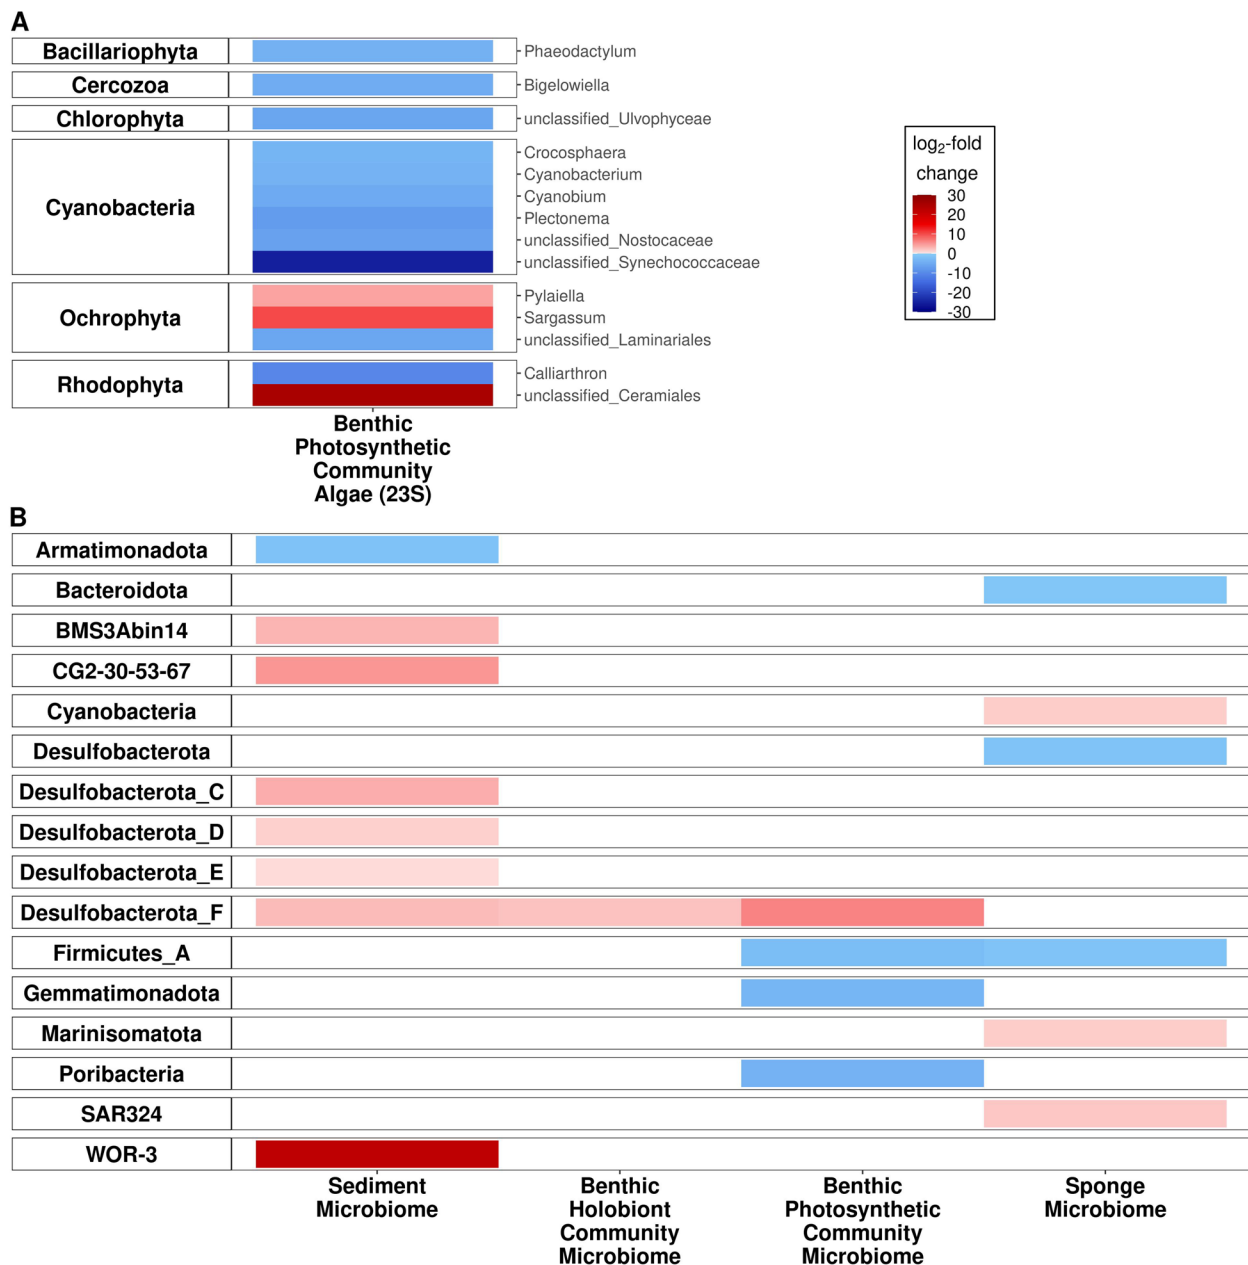 A
Bacillariophyta
Phaeodactylum
Cercozoa
Bigelowiella
Chlorophyta
unclassified_Ulvophyceae
Cyanobacteria
Crocosphaera
Cyanobacterium
Cyanobium
Plectonema
unclassified_Nostocaceae
unclassified_Synechococcaceae
Ochrophyta
Pylaiella
Sargassum
unclassified_Laminariales
Rhodophyta
Calliarthron
unclassified_Ceramiales
Benthic
Photosynthetic
Community
Algae (23S)
log₂-fold
change
30
20
10
0
-10
-20
-30
B
Armatimonadota
Bacteroidota
BMS3Abin14
CG2-30-53-67
Cyanobacteria
Desulfobacterota
Desulfobacterota_C
Desulfobacterota_D
Desulfobacterota_E
Desulfobacterota_F
Firmicutes_A
Gemmatimonadota
Marinisomatota
Poribacteria
SAR324
WOR-3
Sediment
Microbiome
Benthic
Holobiont
Community
Microbiome
Benthic
Photosynthetic
Community
Microbiome
Sponge
Microbiome